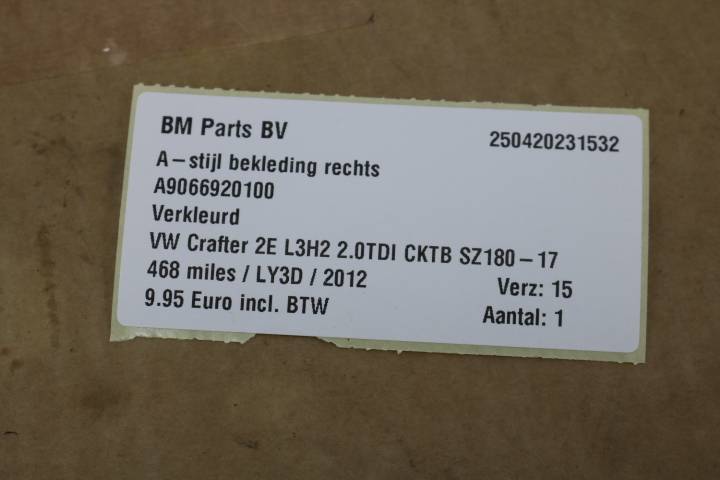 BM Parts BV 250420231532
A-stijl bekleding rechts
A9066920100
Verkleurd
VW Crafter 2E L3H2 2.0TDI CKTB SZ180-17
468 miles / LY3D / 2012 Verz: 15
9.95 Euro incl. BTW Aantal: 1